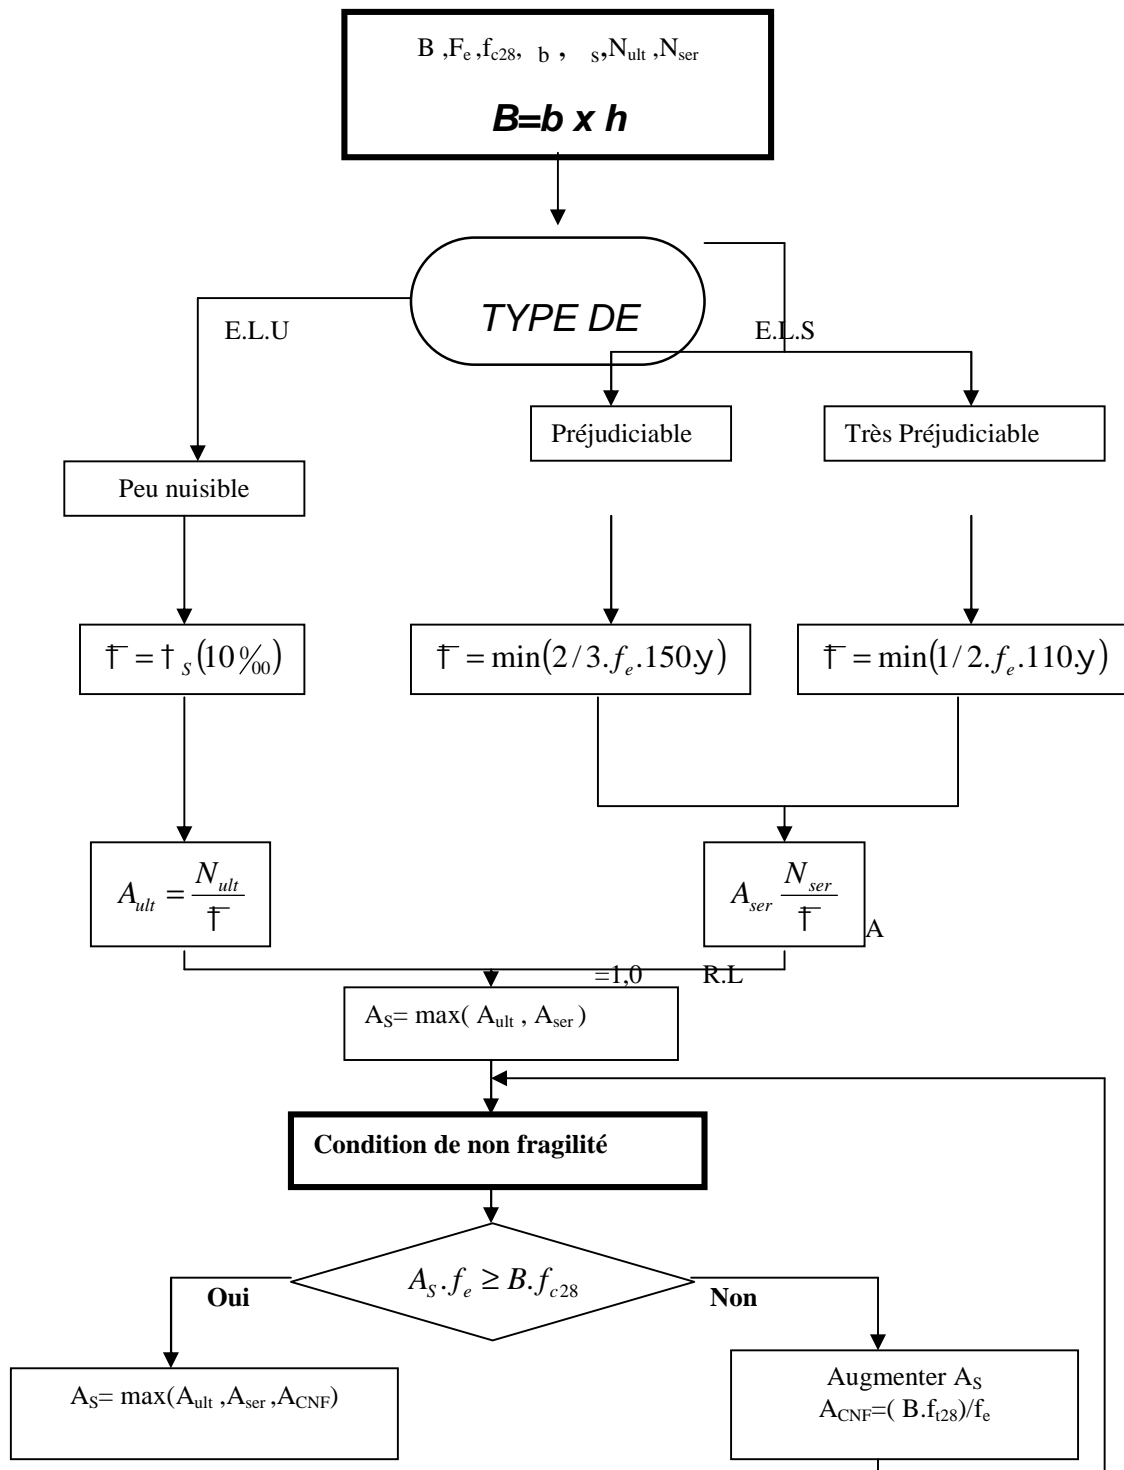 B ,Fe ,fc28, b , s,Nult ,Nser
B=b x h
TYPE DE
E.L.U
E.L.S
Préjudiciable
Très Préjudiciable
Peu nuisible
†̅ = †s(10‰₀)
†̅ = min(2/3.fe.150.y)
†̅ = min(1/2.fe.110.y)
Ault = Nult / †̅
Aser Nser / †̅
A
=1,0 R.L
AS= max( Ault , Aser )
Condition de non fragilité
AS.fe ≥ B.fc28
Oui
Non
AS= max(Ault ,Aser ,ACNF)
Augmenter AS
ACNF=( B.ft28)/fe